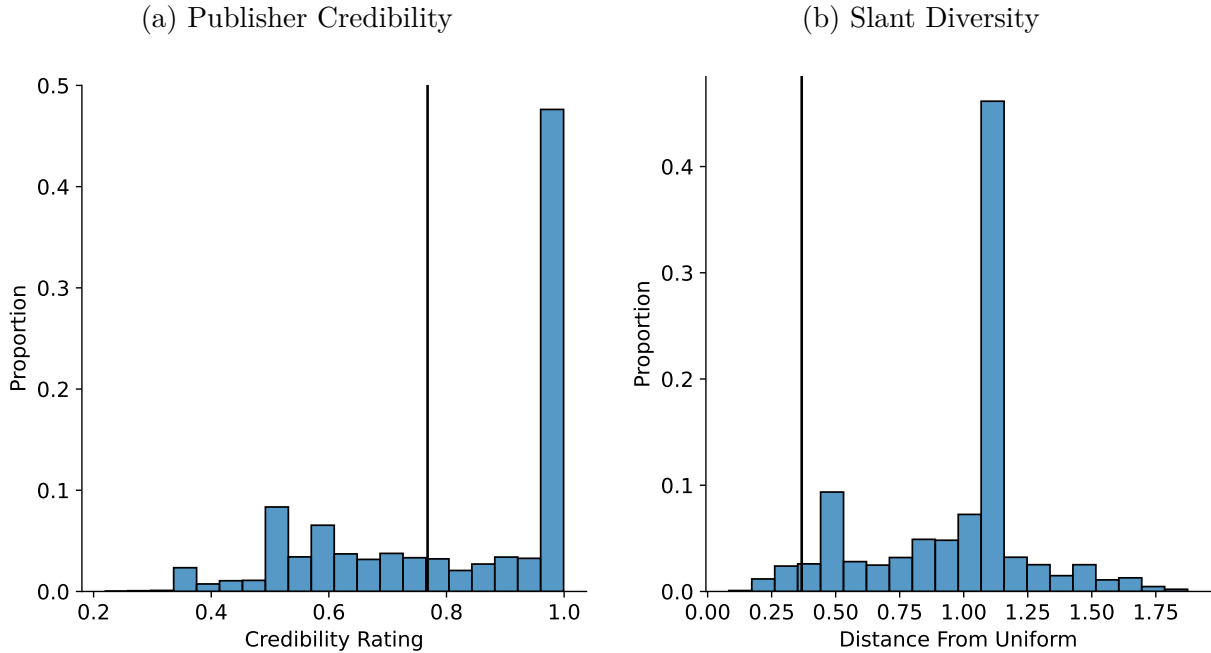 (a) Publisher Credibility
0.5
0.4
0.3
0.2
0.1
0.0
Proportion
0.2 0.4 0.6 0.8 1.0
Credibility Rating
(b) Slant Diversity
0.4
0.3
0.2
0.1
0.0
Proportion
0.00 0.25 0.50 0.75 1.00 1.25 1.50 1.75
Distance From Uniform